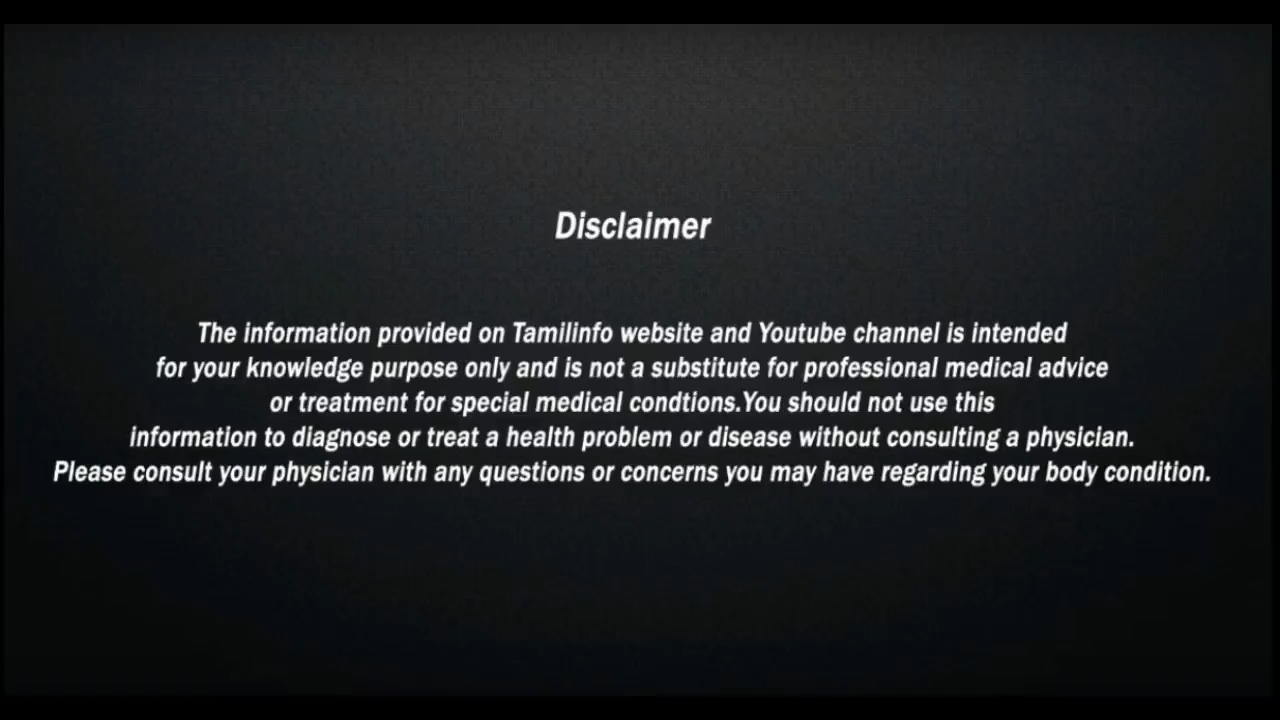 Disclaimer
The information provided on Tamilinfo website and Youtube channel is intended
for your knowledge purpose only and is not a substitute for professional medical advice
or treatment for special medical condtions.You should not use this
information to diagnose or treat a health problem or disease without consulting a physician.
Please consult your physician with any questions or concerns you may have regarding your body condition.